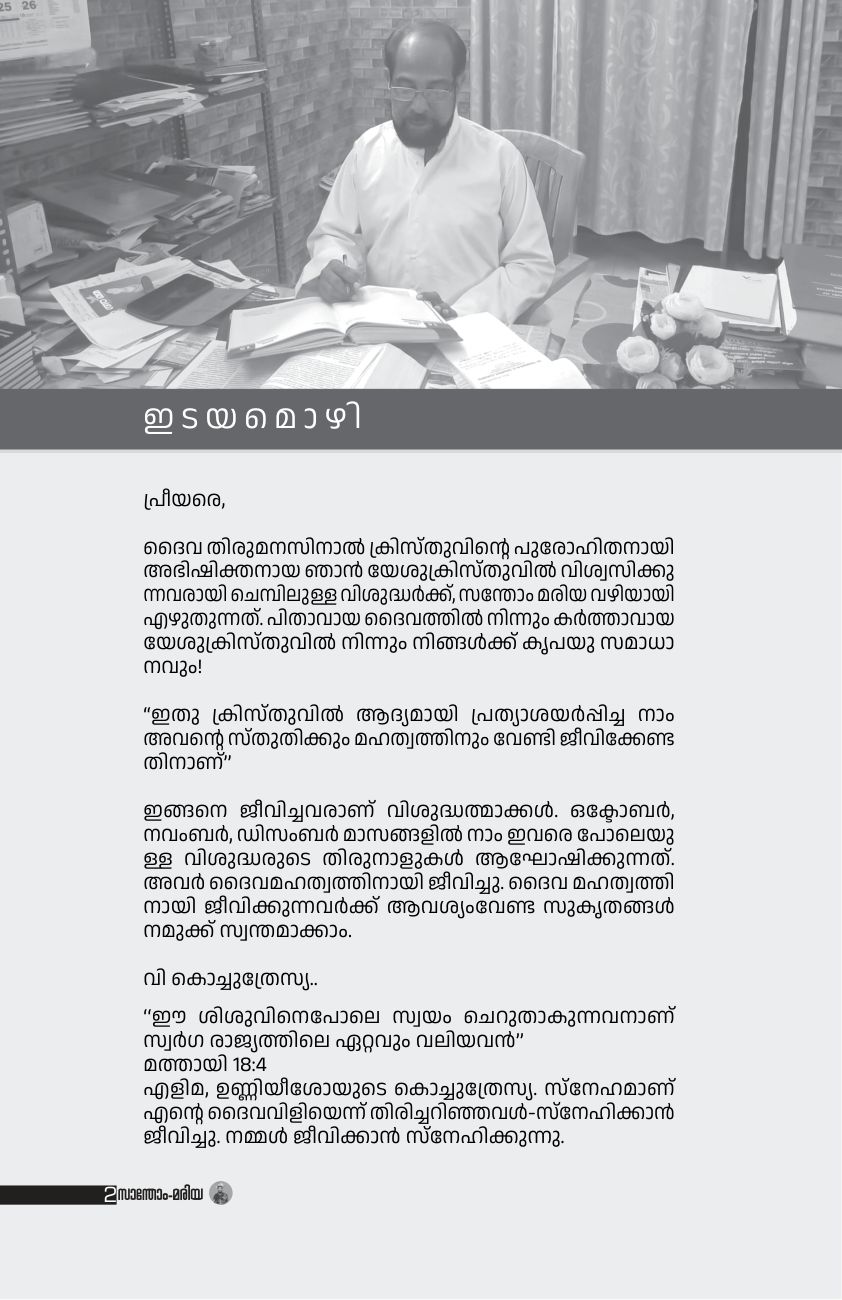 25 26
ഇടയമൊഴി
പ്രീയരെ,
ദൈവ തിരുമനസിനാൽ ക്രിസ്തുവിന്റെ പുരോഹിതനായി
അഭിഷിക്തനായ ഞാൻ യേശുക്രിസ്തുവിൽ വിശ്വസിക്കു
ന്നവരായി ചെമ്പിലുള്ള വിശുദ്ധർക്ക്, സന്തോം മരിയ വഴിയായി
എഴുതുന്നത്. പിതാവായ ദൈവത്തിൽ നിന്നും കർത്താവായ
യേശുക്രിസ്തുവിൽ നിന്നും നിങ്ങൾക്ക് കൃപയു സമാധാ
നവും!
“ഇതു ക്രിസ്തുവിൽ ആദ്യമായി പ്രത്യാശയർപ്പിച്ച നാം
അവന്റെ സ്തുതിക്കും മഹത്വത്തിനും വേണ്ടി ജീവിക്കേണ്ട
തിനാണ്’’
ഇങ്ങനെ ജീവിച്ചവരാണ് വിശുദ്ധത്മാക്കൾ. ഒക്ടോബർ,
നവംബർ, ഡിസംബർ മാസങ്ങളിൽ നാം ഇവരെ പോലെയു
ള്ള വിശുദ്ധരുടെ തിരുനാളുകൾ ആഘോഷിക്കുന്നത്.
അവർ ദൈവമഹത്വത്തിനായി ജീവിച്ചു. ദൈവ മഹത്വത്തി
നായി ജീവിക്കുന്നവർക്ക് ആവശ്യംവേണ്ട സുകൃതങ്ങൾ
നമുക്ക് സ്വന്തമാക്കാം.
വി കൊച്ചുത്രേസ്യ..
‘‘ഈ ശിശുവിനെപോലെ സ്വയം ചെറുതാകുന്നവനാണ്
സ്വർഗ രാജ്യത്തിലെ ഏറ്റവും വലിയവൻ’’
മത്തായി 18:4
എളിമ, ഉണ്ണിയീശോയുടെ കൊച്ചുത്രേസ്യ. സ്നേഹമാണ്
എന്റെ ദൈവവിളിയെന്ന് തിരിച്ചറിഞ്ഞവൾ-സ്നേഹിക്കാൻ
ജീവിച്ചു. നമ്മൾ ജീവിക്കാൻ സ്നേഹിക്കുന്നു.
2 സാന്തോം-മരിയ